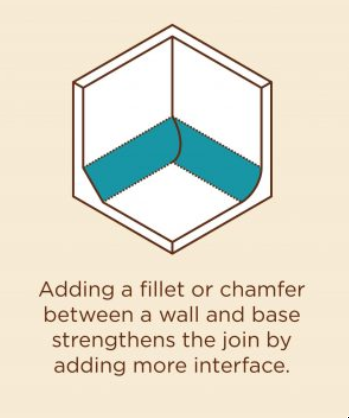 Adding a fillet or chamfer
between a wall and base
strengthens the join by
adding more interface.